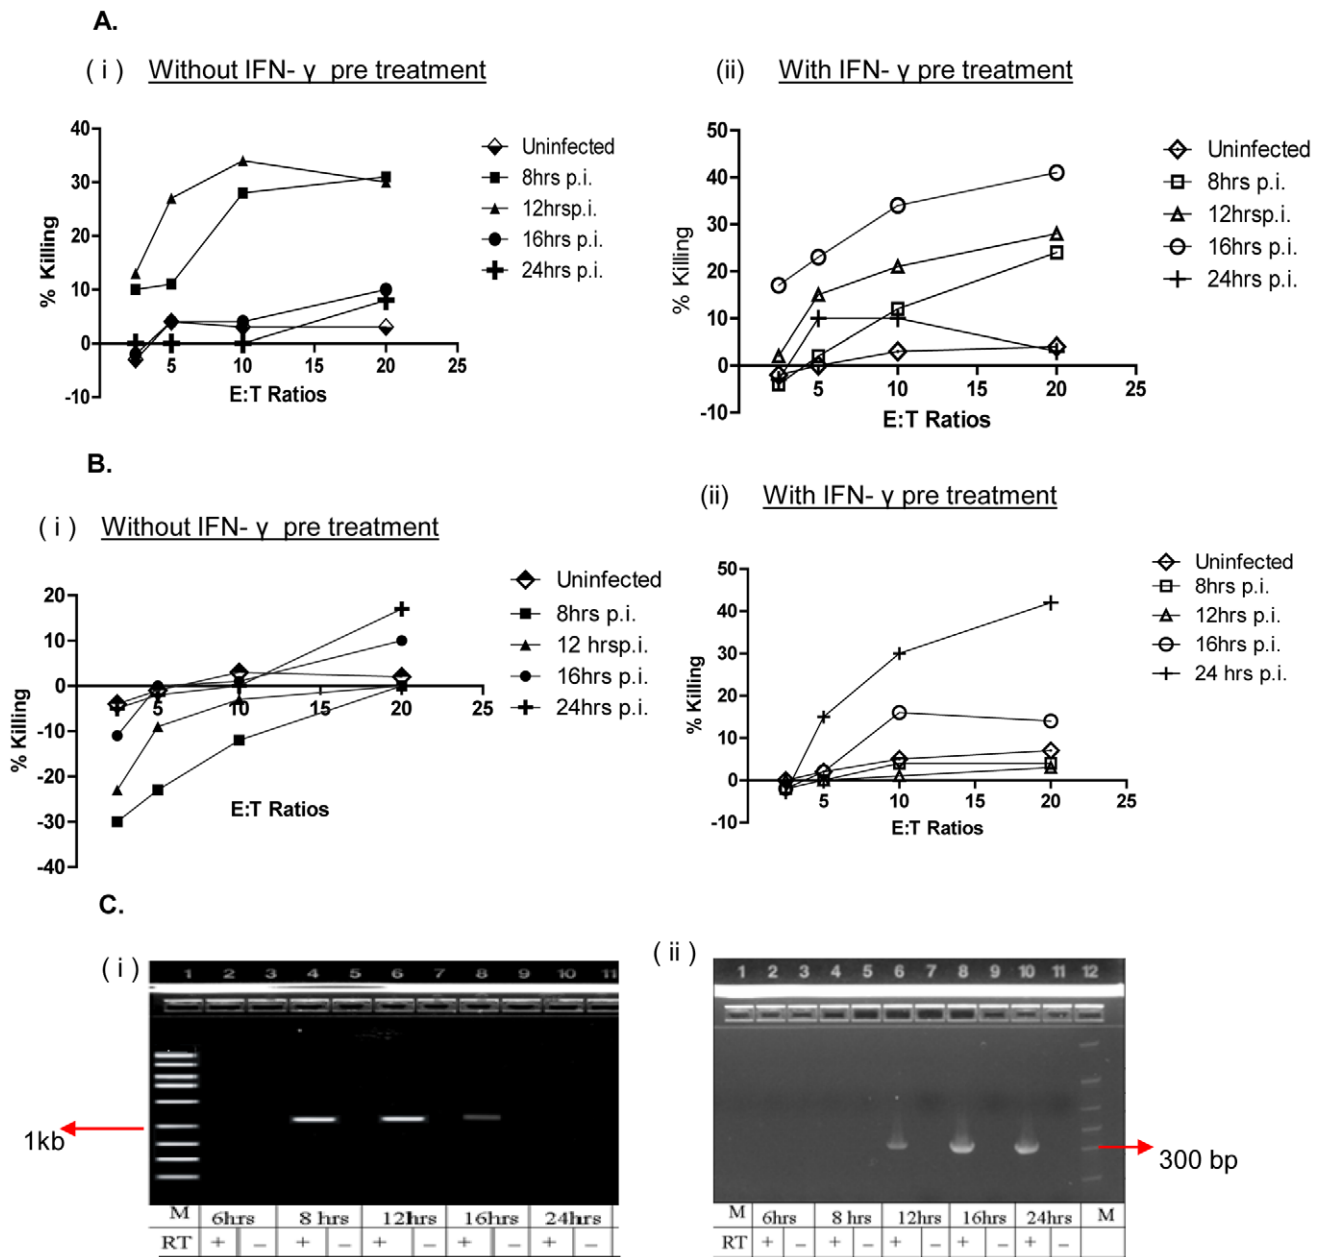 A.
( i ) Without IFN- γ pre treatment
(ii) With IFN- γ pre treatment
40
30
20
10
0
-10
% Killing
5 10 15 20 25
E:T Ratios
Uninfected
8hrs p.i.
12hrsp.i.
16hrs p.i.
24hrs p.i.
50
40
30
20
10
0
-10
% Killing
5 10 15 20 25
E:T Ratios
Uninfected
8hrs p.i.
12hrsp.i.
16hrs p.i.
24hrs p.i.
B.
( i ) Without IFN- γ pre treatment
(ii) With IFN- γ pre treatment
20
10
0
-10
-20
-30
-40
% Killing
5 10 15 20 25
E:T Ratios
Uninfected
8hrs p.i.
12 hrsp.i.
16hrs p.i.
24hrs p.i.
50
40
30
20
10
0
-10
% Killing
5 10 15 20 25
E:T Ratios
Uninfected
8hrs p.i.
12hrs p.i.
16hrs p.i.
24 hrs p.i.
C.
( i )
1 2 3 4 5 6 7 8 9 10 11
1kb
M 6hrs 8 hrs 12hrs 16hrs 24hrs
RT + – + – + – + – + –
(ii)
1 2 3 4 5 6 7 8 9 10 11 12
300 bp
M 6hrs 8 hrs 12hrs 16hrs 24hrs M
RT + – + – + – + – + –